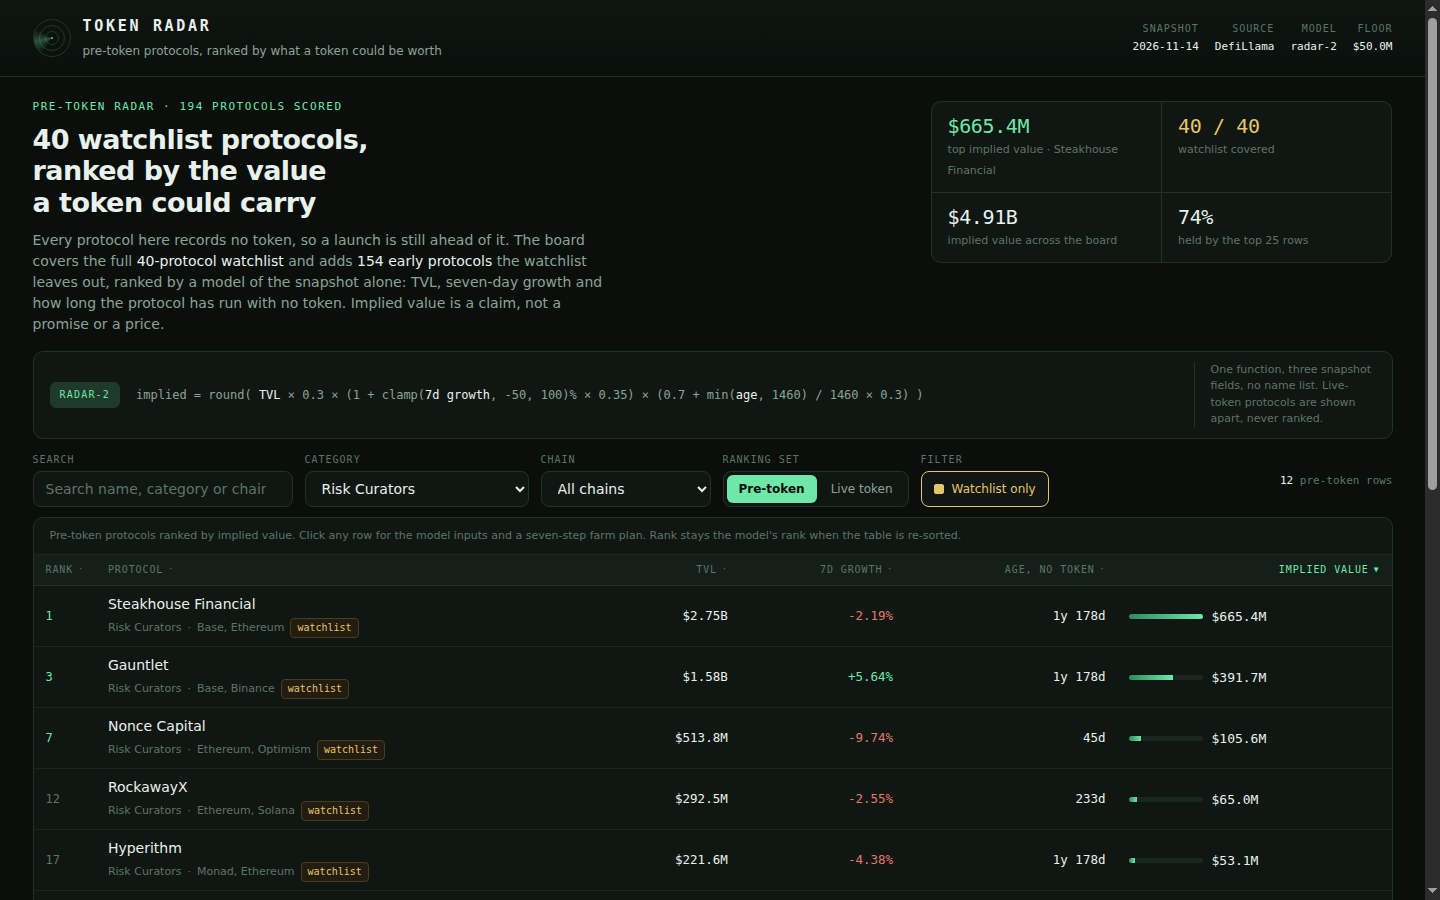 TOKEN RADAR
pre-token protocols, ranked by what a token could be worth
SNAPSHOT SOURCE MODEL FLOOR
2026-11-14 DefiLlama radar-2 $50.0M
PRE-TOKEN RADAR · 194 PROTOCOLS SCORED
40 watchlist protocols,
ranked by the value
a token could carry
Every protocol here records no token, so a launch is still ahead of it. The board
covers the full 40-protocol watchlist and adds 154 early protocols the watchlist
leaves out, ranked by a model of the snapshot alone: TVL, seven-day growth and
how long the protocol has run with no token. Implied value is a claim, not a
promise or a price.
$665.4M
top implied value · Steakhouse
Financial
40 / 40
watchlist covered
$4.91B
implied value across the board
74%
held by the top 25 rows
RADAR-2
implied = round( TVL × 0.3 × (1 + clamp(7d growth, -50, 100)% × 0.35) × (0.7 + min(age, 1460) / 1460 × 0.3) )
One function, three snapshot
fields, no name list. Live-
token protocols are shown
apart, never ranked.
SEARCH CATEGORY CHAIN RANKING SET FILTER
Search name, category or chain Risk Curators All chains Pre-token Live token Watchlist only
12 pre-token rows
Pre-token protocols ranked by implied value. Click any row for the model inputs and a seven-step farm plan. Rank stays the model's rank when the table is re-sorted.
RANK · PROTOCOL · TVL · 7D GROWTH · AGE, NO TOKEN · IMPLIED VALUE ▼
1 Steakhouse Financial $2.75B -2.19% 1y 178d $665.4M
Risk Curators · Base, Ethereum watchlist
3 Gauntlet $1.58B +5.64% 1y 178d $391.7M
Risk Curators · Base, Binance watchlist
7 Nonce Capital $513.8M -9.74% 45d $105.6M
Risk Curators · Ethereum, Optimism watchlist
12 RockawayX $292.5M -2.55% 233d $65.0M
Risk Curators · Ethereum, Solana watchlist
17 Hyperithm $221.6M -4.38% 1y 178d $53.1M
Risk Curators · Monad, Ethereum watchlist